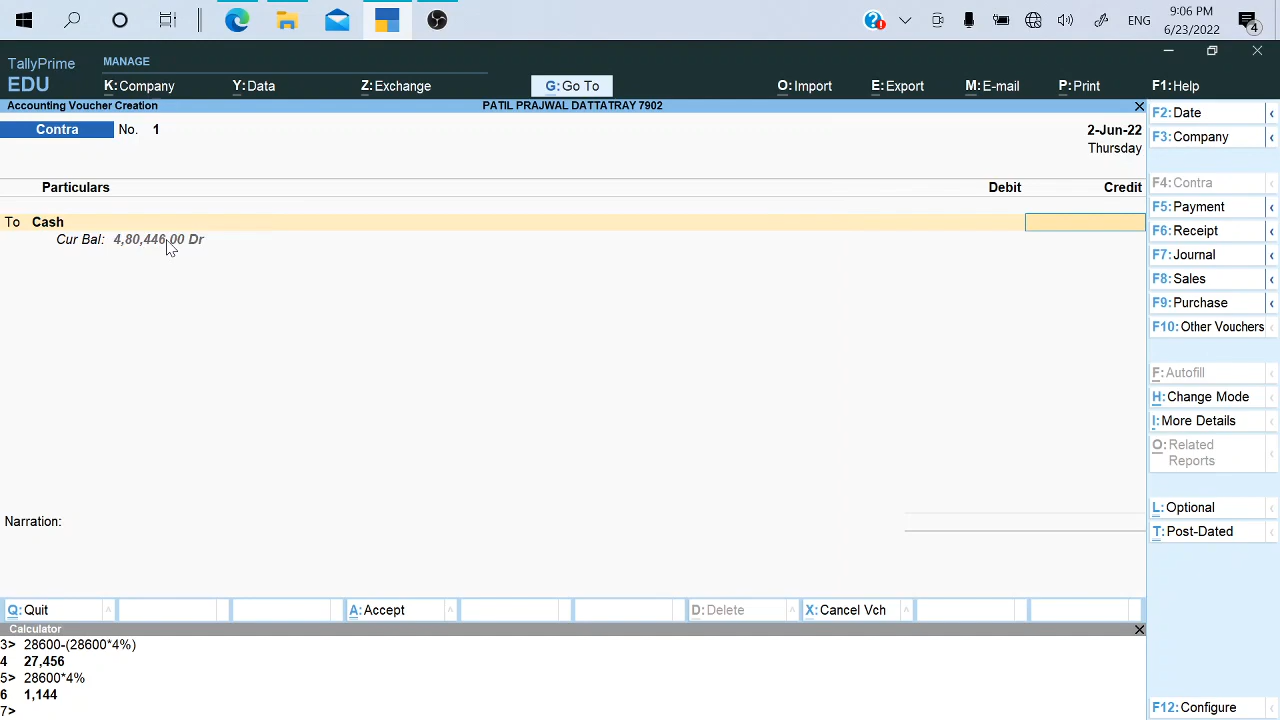 ENG
9:06 PM
6/23/2022
4
TallyPrime
EDU
MANAGE
K:Company
Y:Data
Z:Exchange
G:Go To
O:Import
E:Export
M:E-mail
P:Print
F1:Help
Accounting Voucher Creation
PATIL PRAJWAL DATTATRAY 7902
Contra No. 1
2-Jun-22
Thursday
Particulars Debit Credit
To Cash
Cur Bal: 4,80,446.00 Dr
Narration:
F2:Date
F3:Company
F4:Contra
F5:Payment
F6:Receipt
F7:Journal
F8:Sales
F9:Purchase
F10:Other Vouchers
F:Autofill
H:Change Mode
I:More Details
O:Related
Reports
L:Optional
T:Post-Dated
F12:Configure
Q:Quit
A:Accept
D:Delete
X:Cancel Vch
Calculator
3> 28600-(28600*4%)
4 27,456
5> 28600*4%
6 1,144
7>